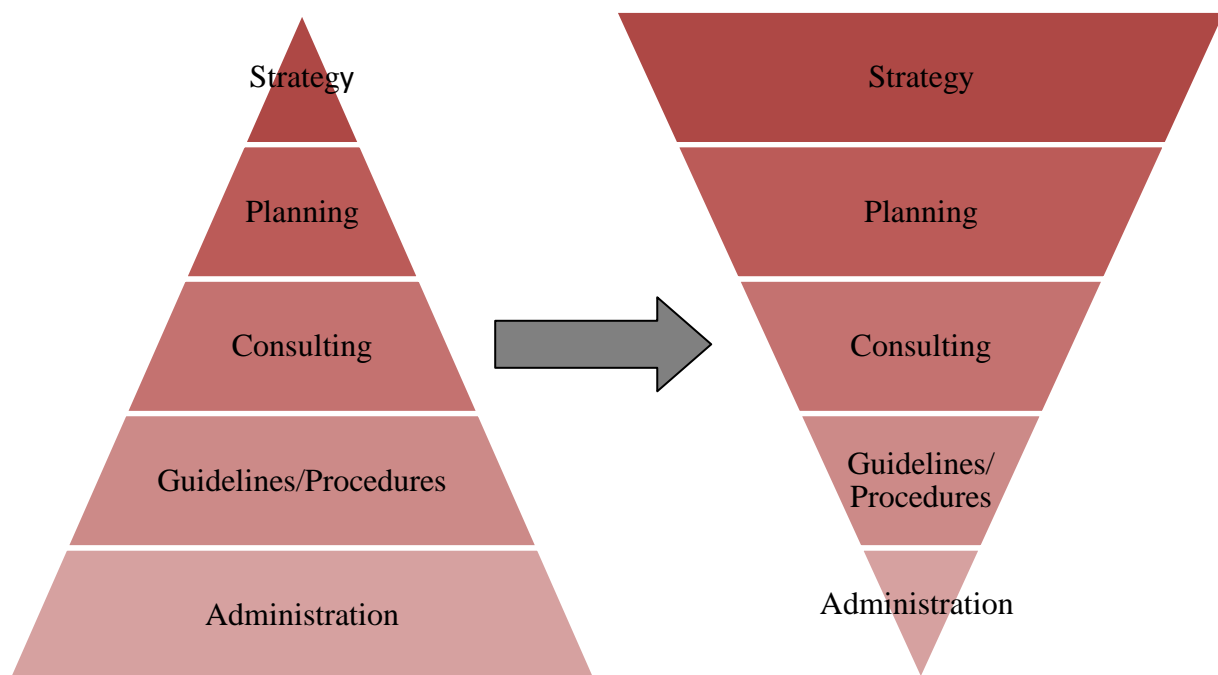 Strategy
Planning
Consulting
Guidelines/Procedures
Administration
Strategy
Planning
Consulting
Guidelines/
Procedures
Administration